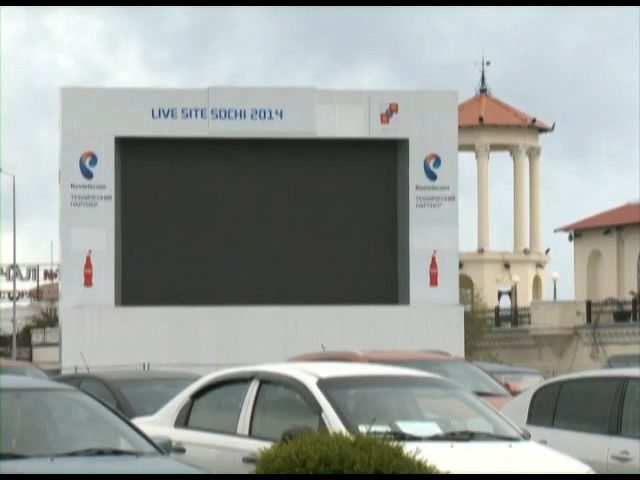 LIVE SITE SOCHI 2014
Rostelecom
ТЕХНИЧЕСКИЙ
ПАРТНЕР
Rostelecom
ТЕХНИЧЕСКИЙ
ПАРТНЕР